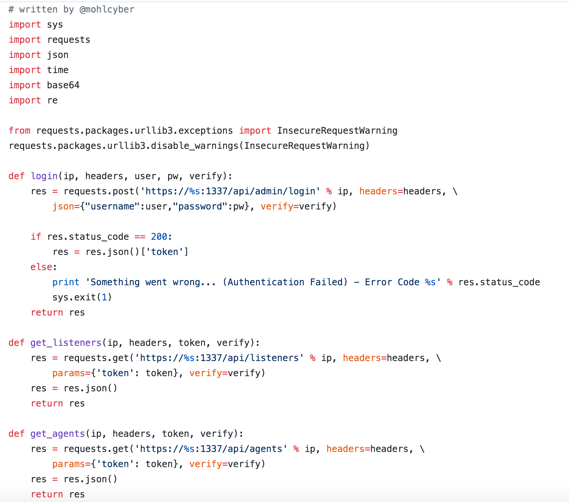 # written by @mohlcyber
import sys
import requests
import json
import time
import base64
import re
from requests.packages.urllib3.exceptions import InsecureRequestWarning
requests.packages.urllib3.disable_warnings(InsecureRequestWarning)
def login(ip, headers, user, pw, verify):
    res = requests.post('https://%s:1337/api/admin/login' % ip, headers=headers, \
        json={"username":user,"password":pw}, verify=verify)
    if res.status_code == 200:
        res = res.json()['token']
    else:
        print 'Something went wrong... (Authentication Failed) - Error Code %s' % res.status_code
        sys.exit(1)
    return res
def get_listeners(ip, headers, token, verify):
    res = requests.get('https://%s:1337/api/listeners' % ip, headers=headers, \
        params={'token': token}, verify=verify)
    res = res.json()
    return res
def get_agents(ip, headers, token, verify):
    res = requests.get('https://%s:1337/api/agents' % ip, headers=headers, \
        params={'token': token}, verify=verify)
    res = res.json()
    return res